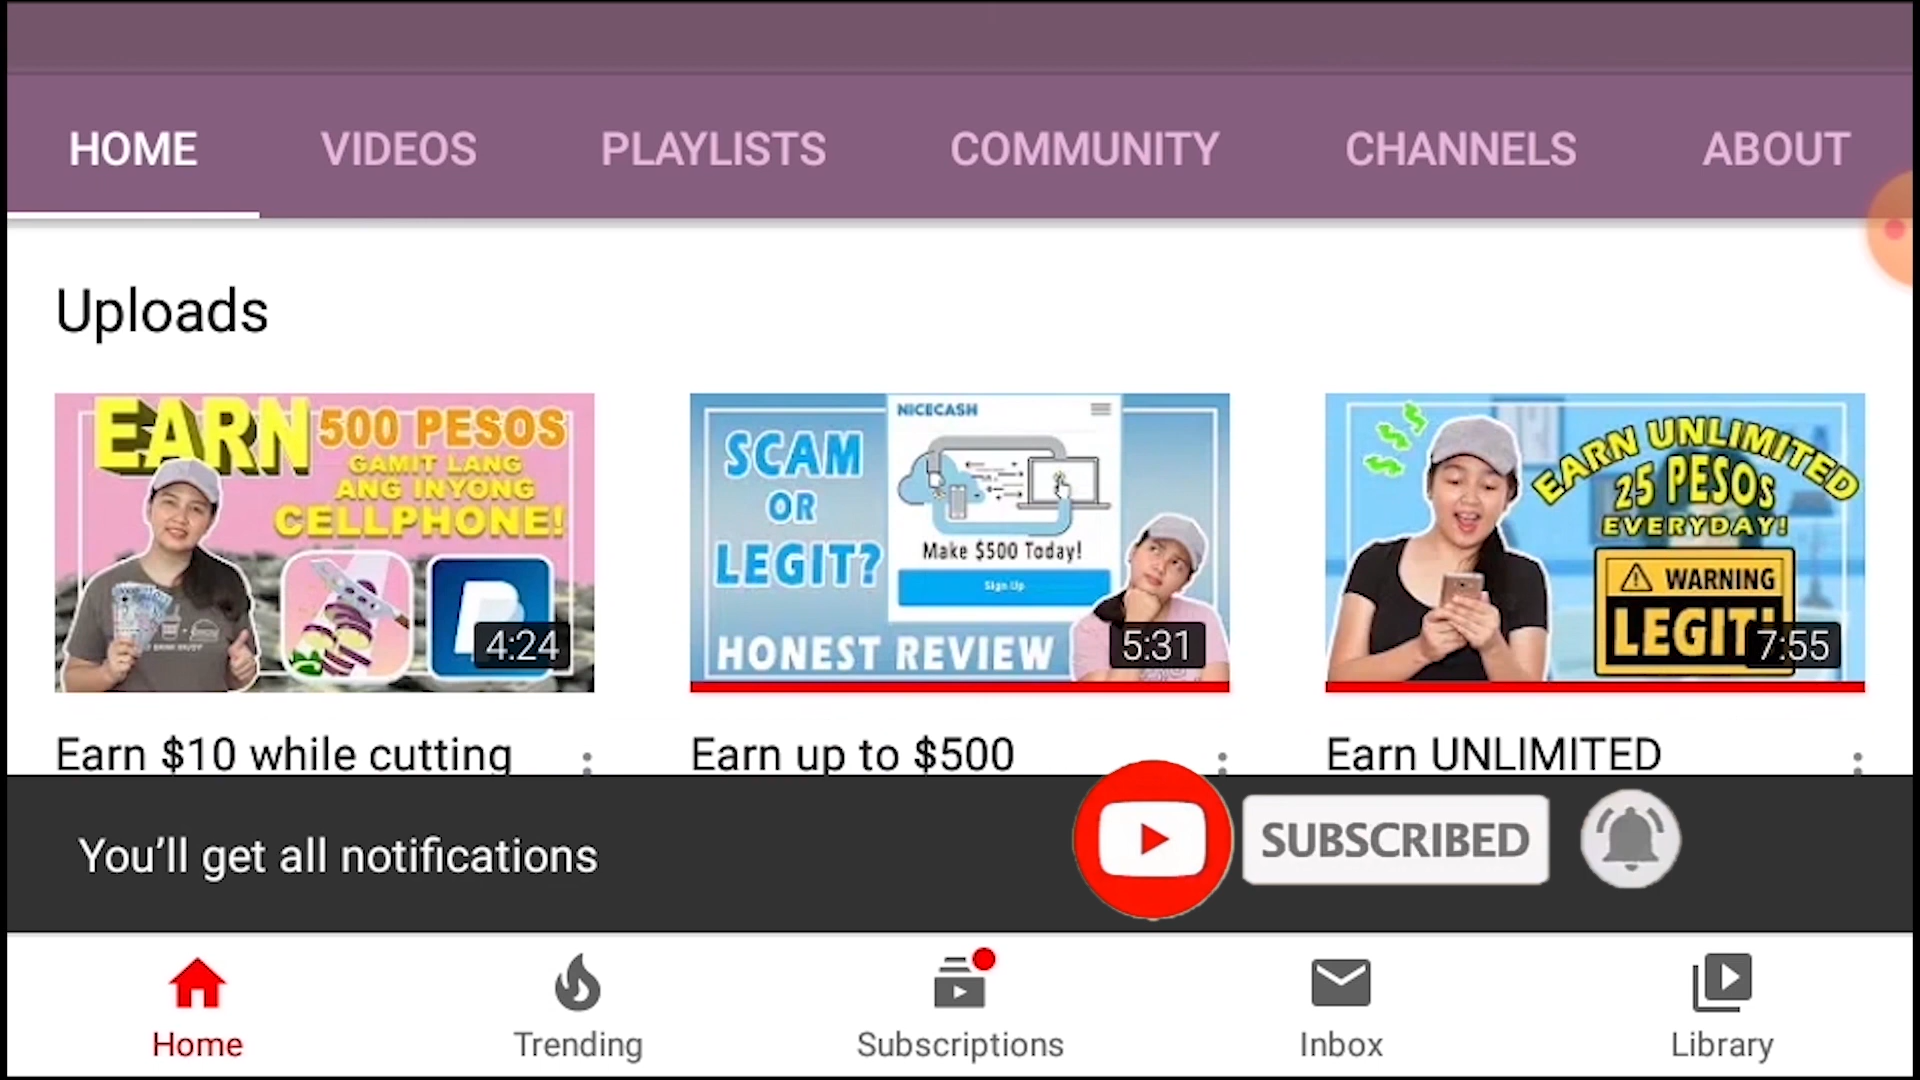 HOME VIDEOS PLAYLISTS COMMUNITY CHANNELS ABOUT
Uploads
EARN 500 PESOS
GAMIT LANG
ANG INYONG
CELLPHONE!
4:24
NICECASH
SCAM
OR
LEGIT?
Make $500 Today!
Sign Up
HONEST REVIEW
5:31
EARN UNLIMITED
25 PESOS
EVERYDAY!
WARNING
LEGIT!
7:55
Earn $10 while cutting
Earn up to $500
Earn UNLIMITED
You’ll get all notifications
SUBSCRIBED
Home Trending Subscriptions Inbox Library